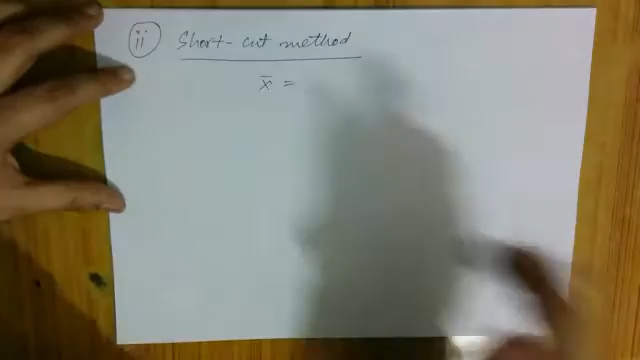 ii Short-cut method
x̄ =